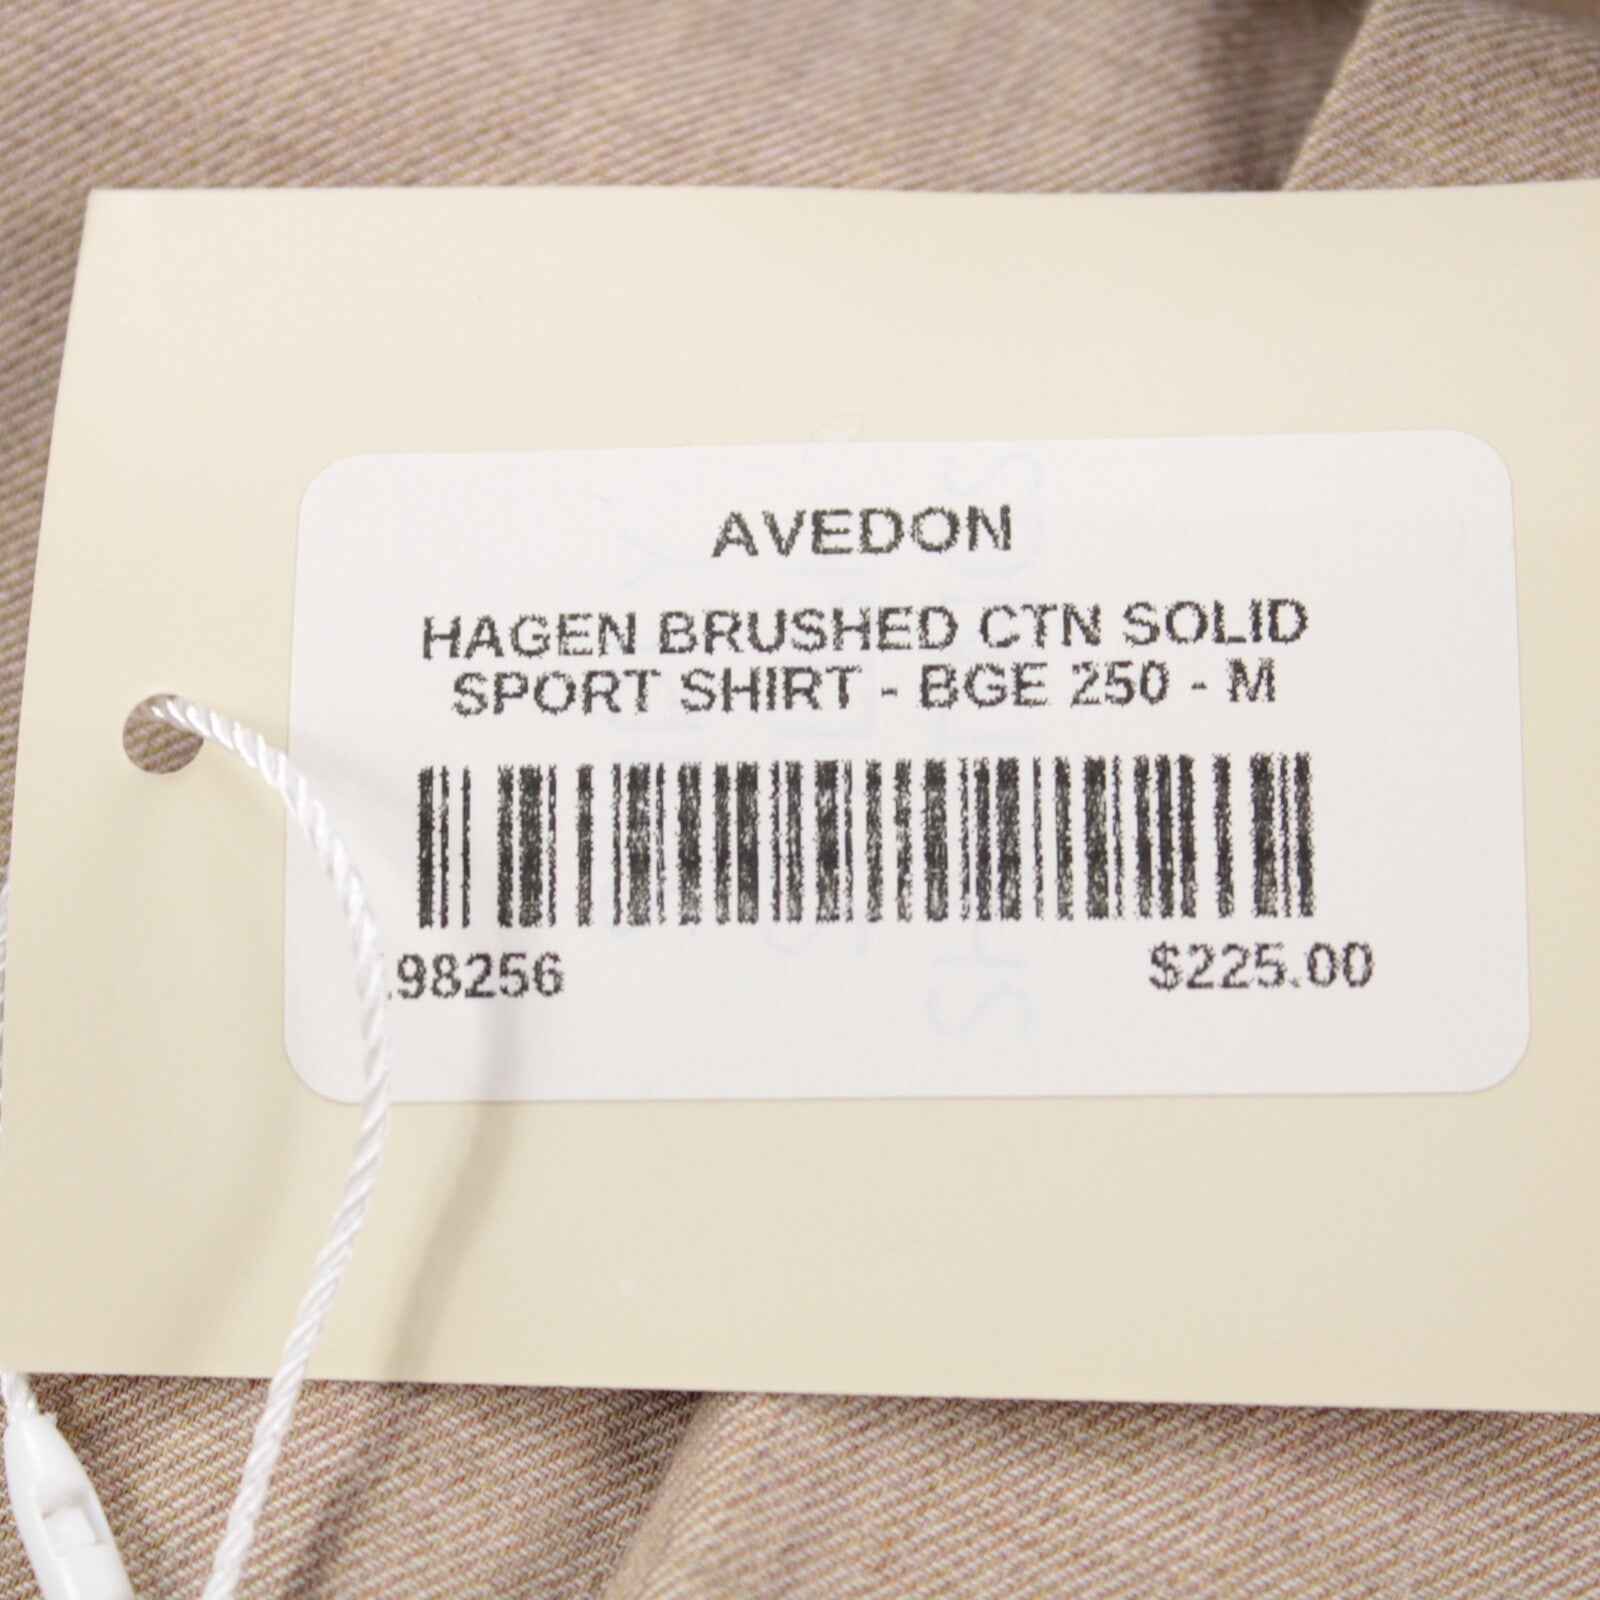 AVEDON
HAGEN BRUSHED CTN SOLID
SPORT SHIRT - BGE 250 - M
98256 $225.00